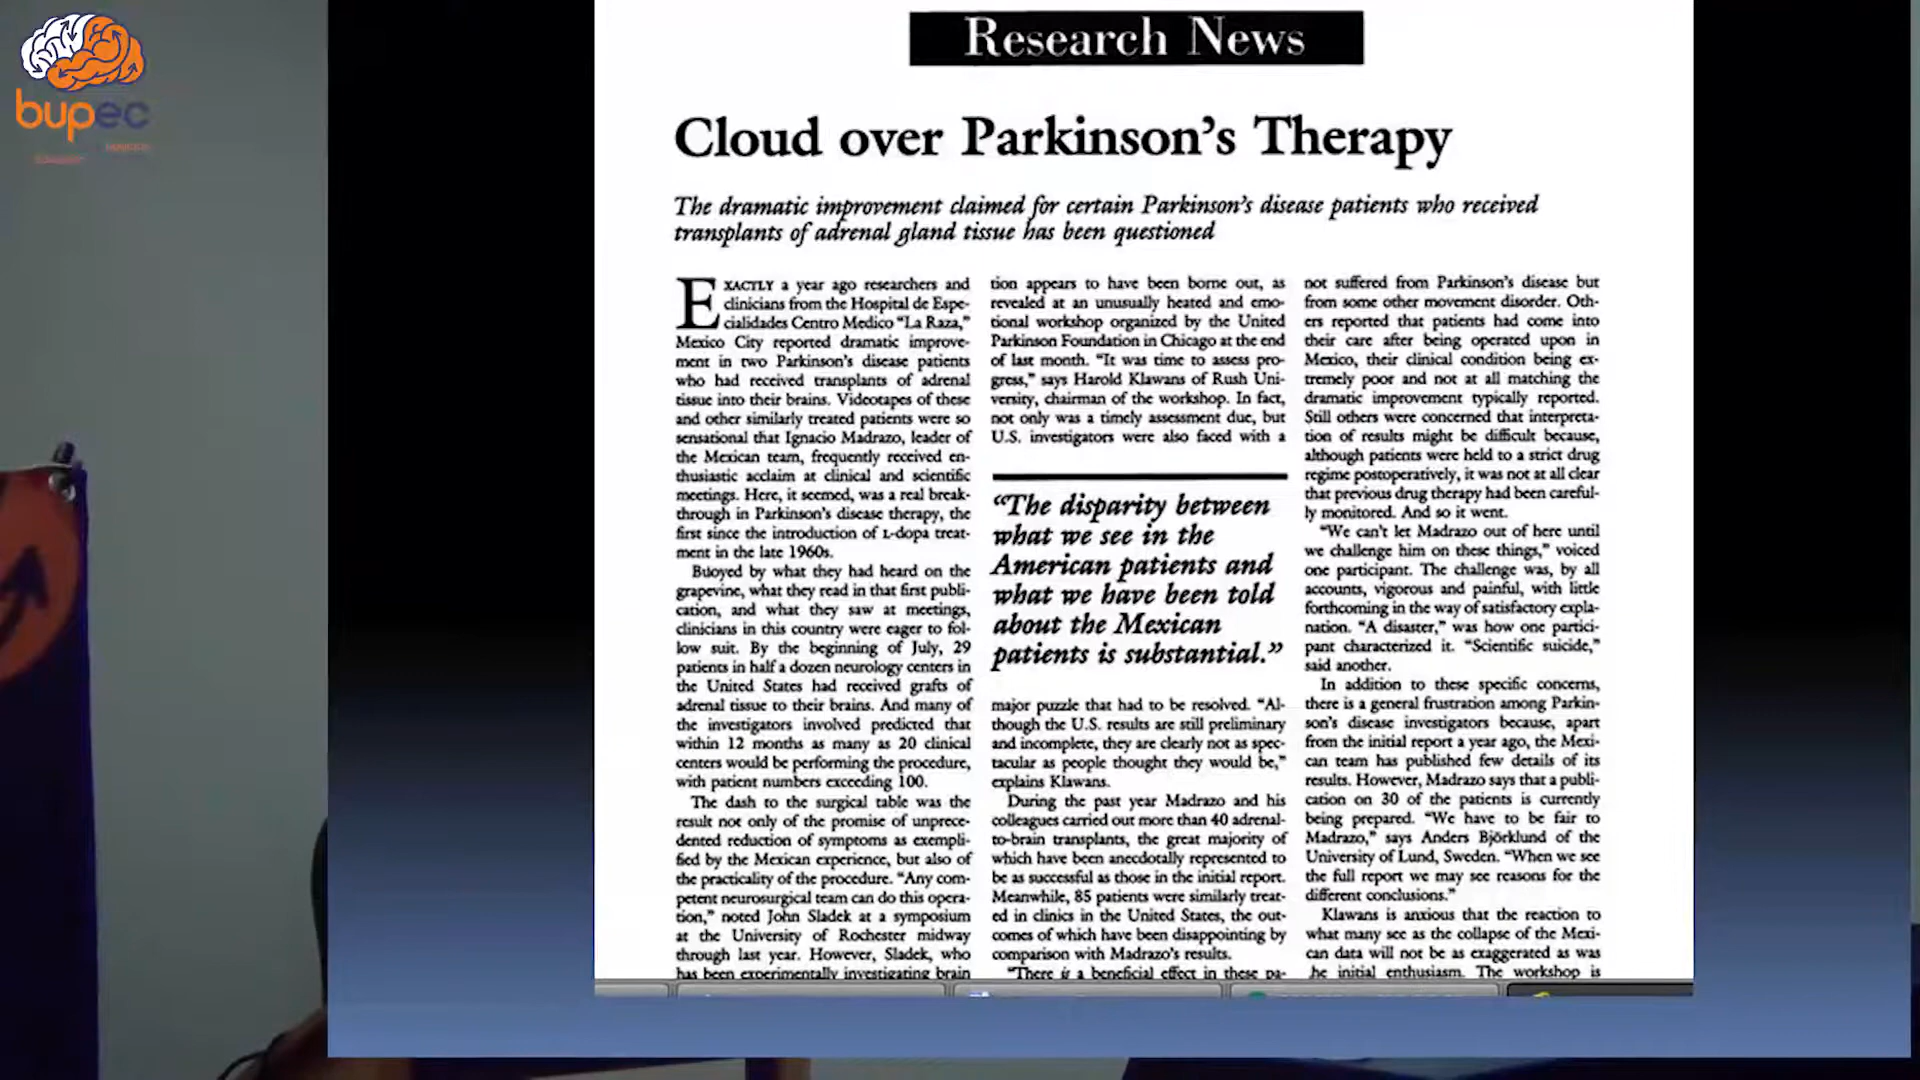 bupec
Research News
Cloud over Parkinson's Therapy
The dramatic improvement claimed for certain Parkinson's disease patients who received
transplants of adrenal gland tissue has been questioned
EXACTLY a year ago researchers and
clinicians from the Hospital de Espe-
cialidades Centro Medico "La Raza,"
Mexico City reported dramatic improve-
ment in two Parkinson's disease patients
who had received transplants of adrenal
tissue into their brains. Videotapes of these
and other similarly treated patients were so
sensational that Ignacio Madrazo, leader of
the Mexican team, frequently received en-
thusiastic acclaim at clinical and scientific
meetings. Here, it seemed, was a real break-
through in Parkinson's disease therapy, the
first since the introduction of L-dopa treat-
ment in the late 1960s.
Buoyed by what they had heard on the
grapevine, what they read in that first publi-
cation, and what they saw at meetings,
clinicians in this country were eager to fol-
low suit. By the beginning of July, 29
patients in half a dozen neurology centers in
the United States had received grafts of
adrenal tissue to their brains. And many of
the investigators involved predicted that
within 12 months as many as 20 clinical
centers would be performing the procedure,
with patient numbers exceeding 100.
The dash to the surgical table was the
result not only of the promise of unprece-
dented reduction of symptoms as exempli-
fied by the Mexican experience, but also of
the practicality of the procedure. "Any com-
petent neurosurgical team can do this opera-
tion," noted John Sladek at a symposium
at the University of Rochester midway
through last year. However, Sladek, who
has been experimentally investigating brain
tion appears to have been borne out, as
revealed at an unusually heated and emo-
tional workshop organized by the United
Parkinson Foundation in Chicago at the end
of last month. "It was time to assess pro-
gress," says Harold Klawans of Rush Uni-
versity, chairman of the workshop. In fact,
not only was a timely assessment due, but
U.S. investigators were also faced with a
"The disparity between
what we see in the
American patients and
what we have been told
about the Mexican
patients is substantial."
major puzzle that had to be resolved. "Al-
though the U.S. results are still preliminary
and incomplete, they are clearly not as spec-
tacular as people thought they would be,"
explains Klawans.
During the past year Madrazo and his
colleagues carried out more than 40 adrenal-
to-brain transplants, the great majority of
which have been anecdotally represented to
be as successful as those in the initial report.
Meanwhile, 85 patients were similarly treat-
ed in clinics in the United States, the out-
comes of which have been disappointing by
comparison with Madrazo's results.
"There is a beneficial effect in these pa-
not suffered from Parkinson's disease but
from some other movement disorder. Oth-
ers reported that patients had come into
their care after being operated upon in
Mexico, their clinical condition being ex-
tremely poor and not at all matching the
dramatic improvement typically reported.
Still others were concerned that interpreta-
tion of results might be difficult because,
although patients were held to a strict drug
regime postoperatively, it was not at all clear
that previous drug therapy had been careful-
ly monitored. And so it went.
"We can't let Madrazo out of here until
we challenge him on these things," voiced
one participant. The challenge was, by all
accounts, vigorous and painful, with little
forthcoming in the way of satisfactory expla-
nation. "A disaster," was how one partici-
pant characterized it. "Scientific suicide,"
said another.
In addition to these specific concerns,
there is a general frustration among Parkin-
son's disease investigators because, apart
from the initial report a year ago, the Mexi-
can team has published few details of its
results. However, Madrazo says that a publi-
cation on 30 of the patients is currently
being prepared. "We have to be fair to
Madrazo," says Anders Björklund of the
University of Lund, Sweden. "When we see
the full report we may see reasons for the
different conclusions."
Klawans is anxious that the reaction to
what many see as the collapse of the Mexi-
can data will not be as exaggerated as was
he initial enthusiasm. The workshop is